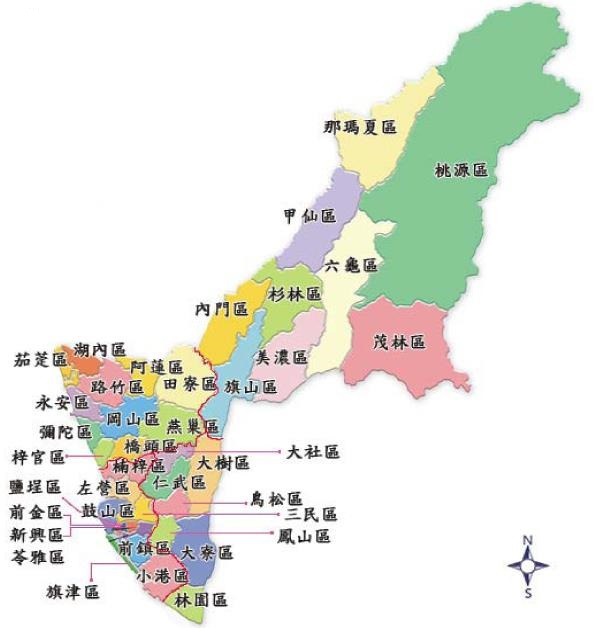 那瑪夏區
桃源區
甲仙區
六龜區
杉林區
內門區
茂林區
美濃區
湖內區
茄萣區
阿蓮區
田寮區
旗山區
路竹區
永安區
岡山區
燕巢區
彌陀區
橋頭區
大社區
梓官區
楠梓區
大樹區
仁武區
鹽埕區
左營區
鳥松區
鼓山區
前金區
三民區
新興區
鳳山區
前鎮區
大寮區
苓雅區
小港區
旗津區
林園區
N
S